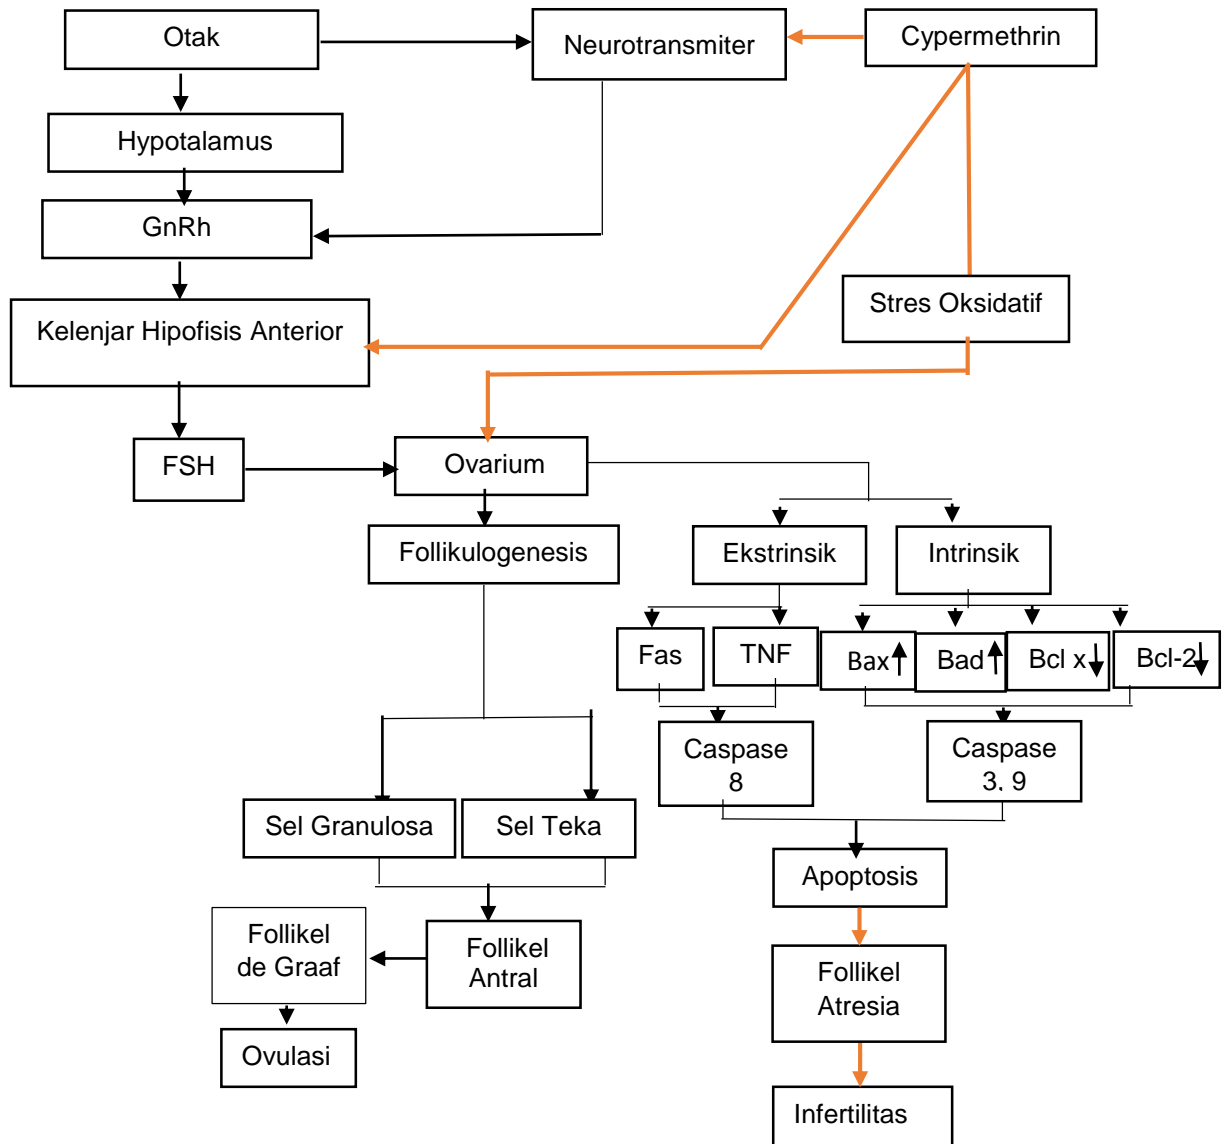 Otak
Neurotransmiter
Cypermethrin
Hypotalamus
GnRh
Stres Oksidatif
Kelenjar Hipofisis Anterior
FSH
Ovarium
Follikulogenesis
Ekstrinsik
Intrinsik
Fas
TNF
Bax
Bad
Bcl x
Bcl-2
Caspase
8
Caspase
3, 9
Sel Granulosa
Sel Teka
Apoptosis
Follikel
de Graaf
Follikel
Antral
Follikel
Atresia
Ovulasi
Infertilitas